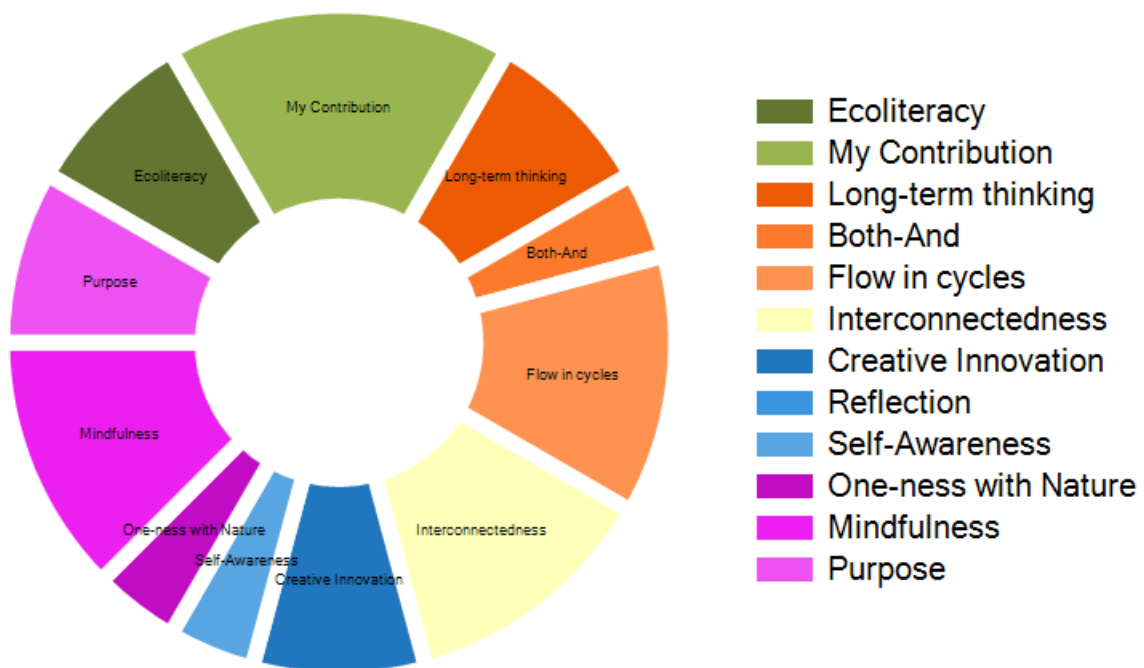 My Contribution
Ecoliteracy
Long-term thinking
Both-And
Purpose
Flow in cycles
Mindfulness
One-ness with Nature
Interconnectedness
Self-Awareness
Creative Innovation
Ecoliteracy
My Contribution
Long-term thinking
Both-And
Flow in cycles
Interconnectedness
Creative Innovation
Reflection
Self-Awareness
One-ness with Nature
Mindfulness
Purpose